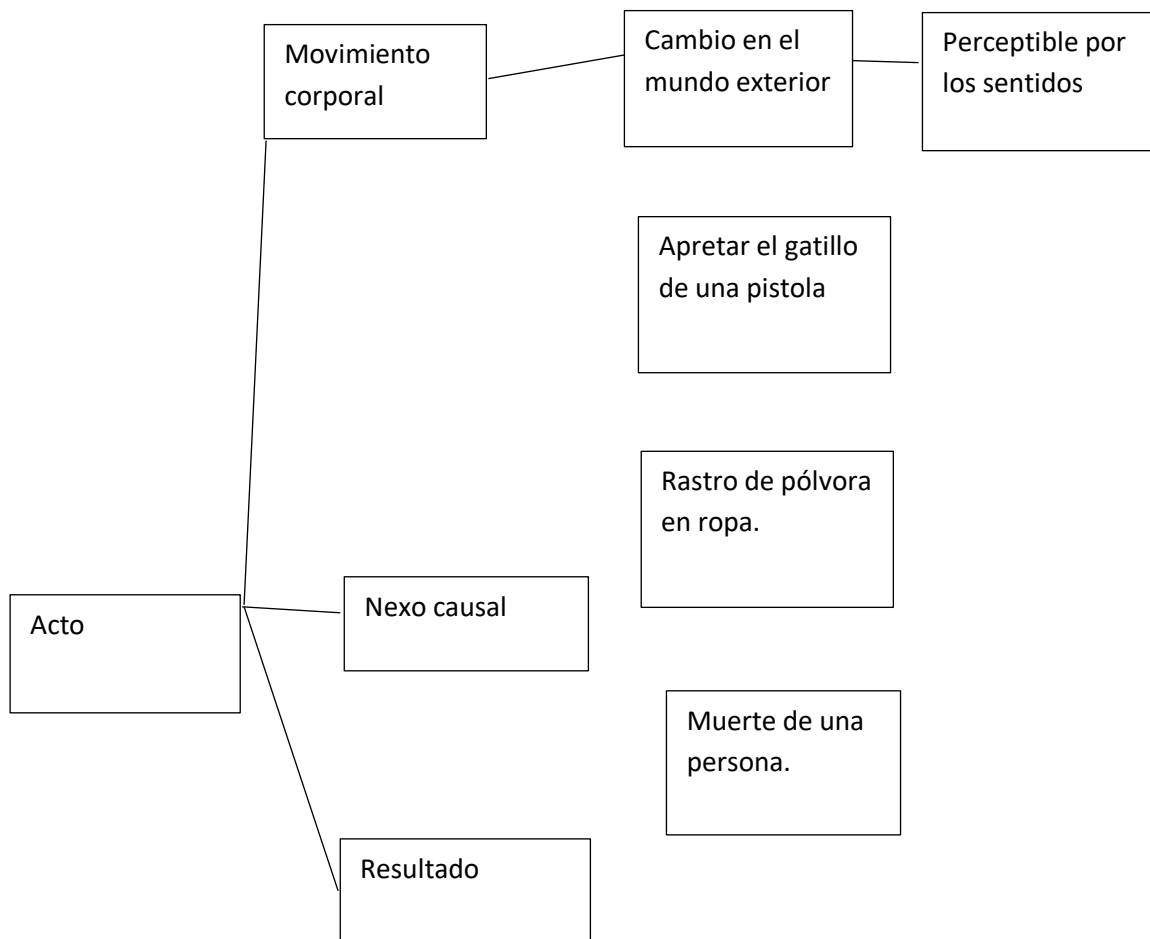 Movimiento
corporal
Cambio en el
mundo exterior
Perceptible por
los sentidos
Apretar el gatillo
de una pistola
Rastro de pólvora
en ropa.
Acto
Nexo causal
Muerte de una
persona.
Resultado